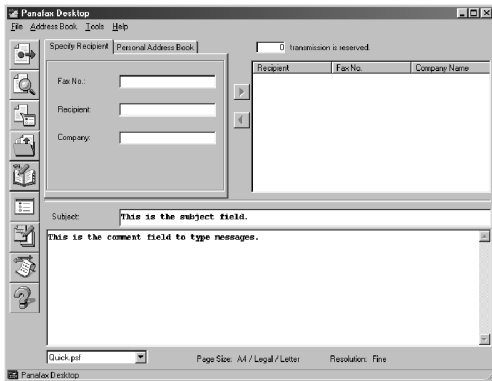 Panafax Desktop
File Address Book Tools Help
Specify Recipient Personal Address Book
0 transmission is reserved.
Recipient Fax No. Company Name
Fax No.:
Recipient:
Company:
Subject: This is the subject field.
This is the comment field to type messages.
Quick.psf Page Size: A4 / Legal / Letter Resolution: Fine
Panafax Desktop